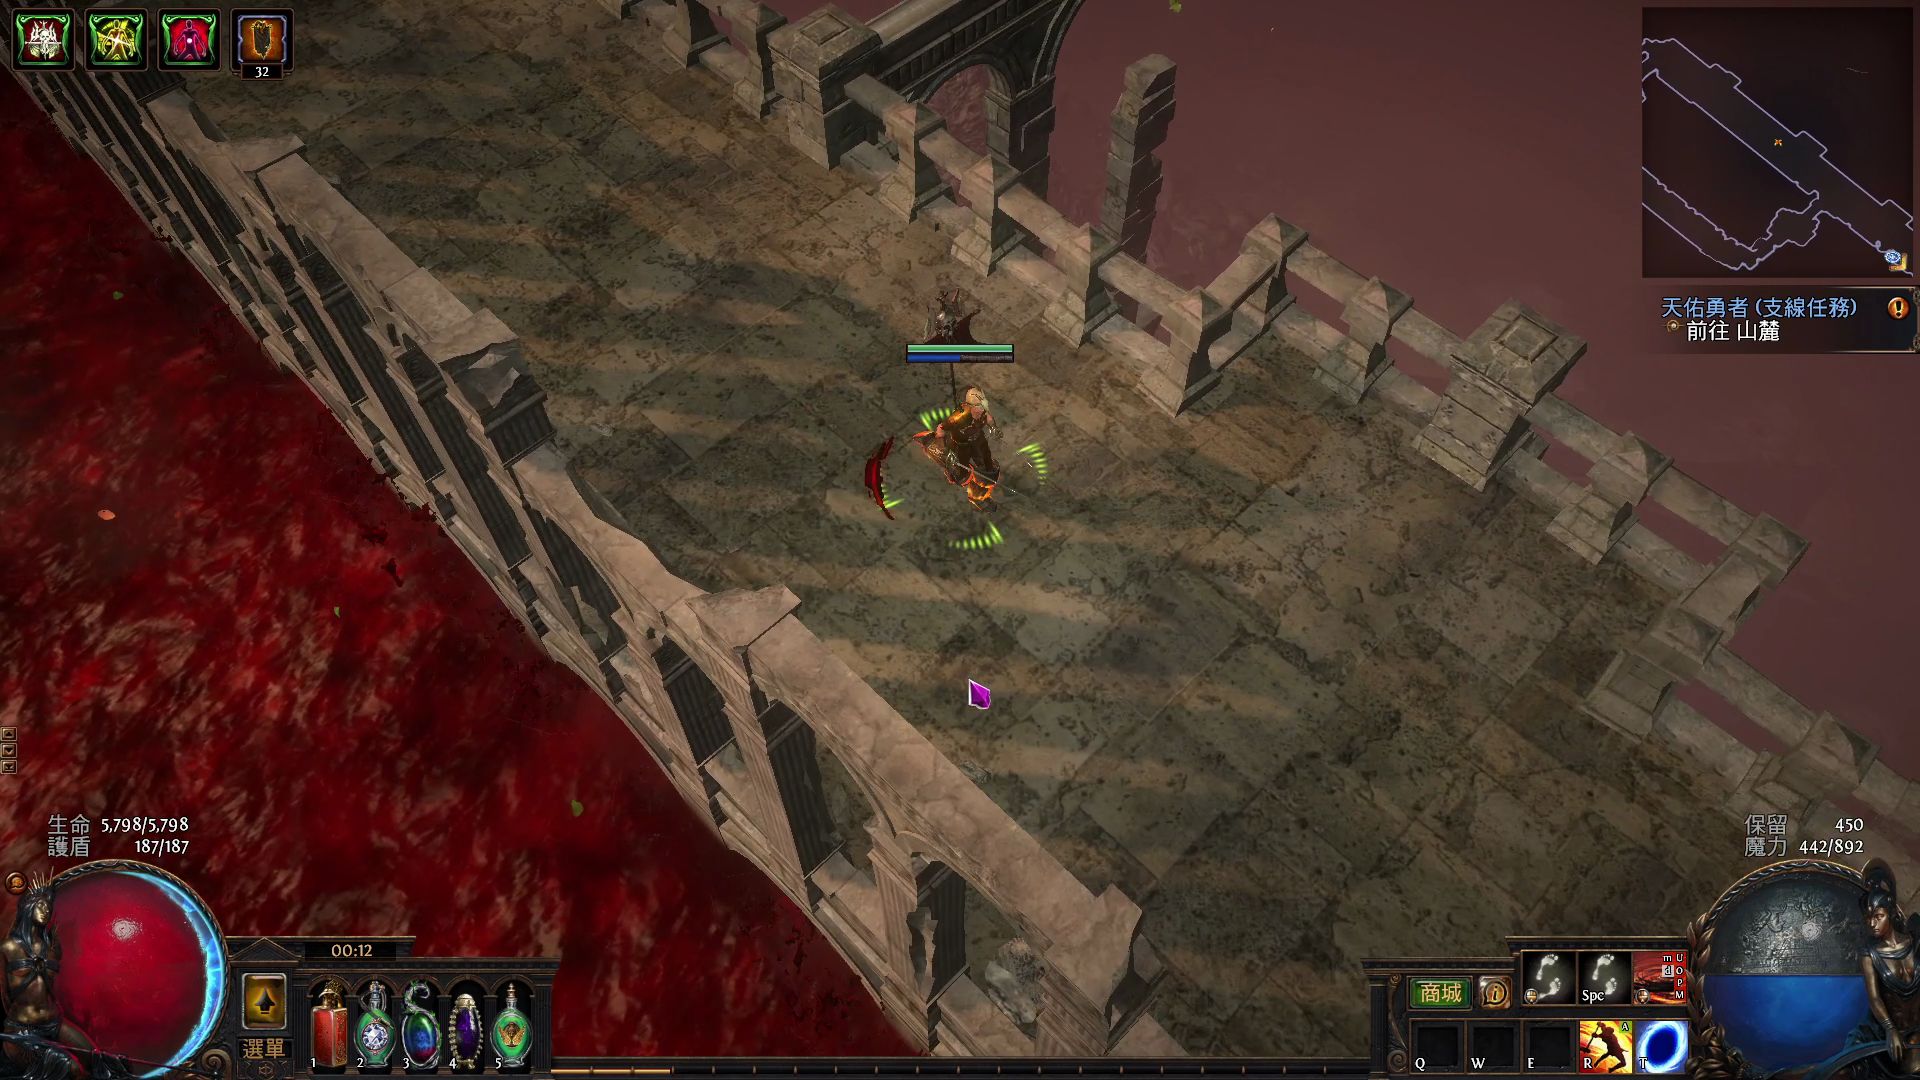 32
天佑勇者 (支線任務)
前往 山麓
生命 5,798/5,798
護盾 187/187
保留 450
魔力 442/892
00:12
選單
1 2 3 4 5
商城
Spc
m U
d O
P
M
Q W E R A T